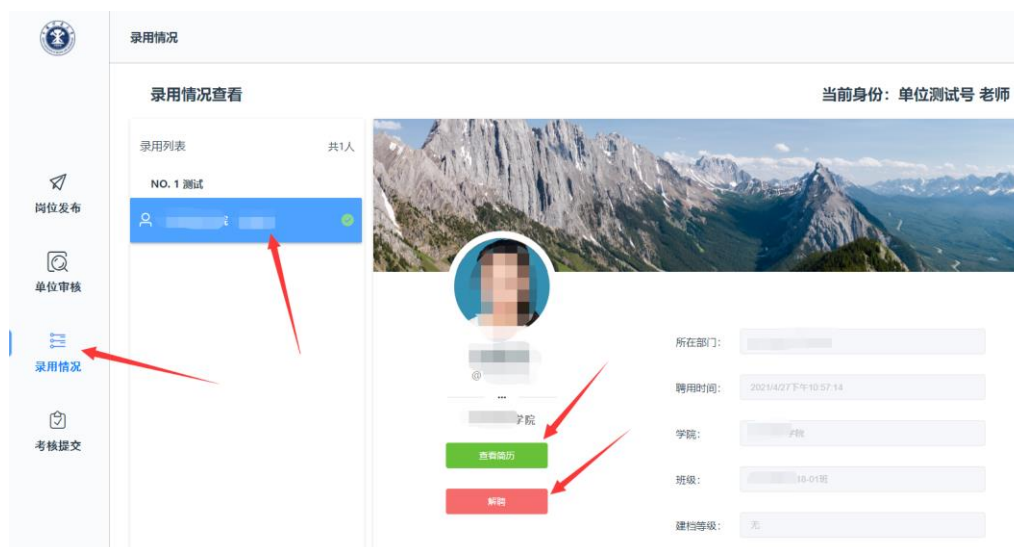 录用情况
录用情况查看
当前身份：单位测试号 老师
录用列表
共1人
NO. 1 测试
岗位发布
单位审核
录用情况
考核提交
@
...
学院
查看简历
解聘
所在部门：
聘用时间：
2021/4/27下午10:57:14
学院：
学院
班级：
18-01班
建档等级：
无